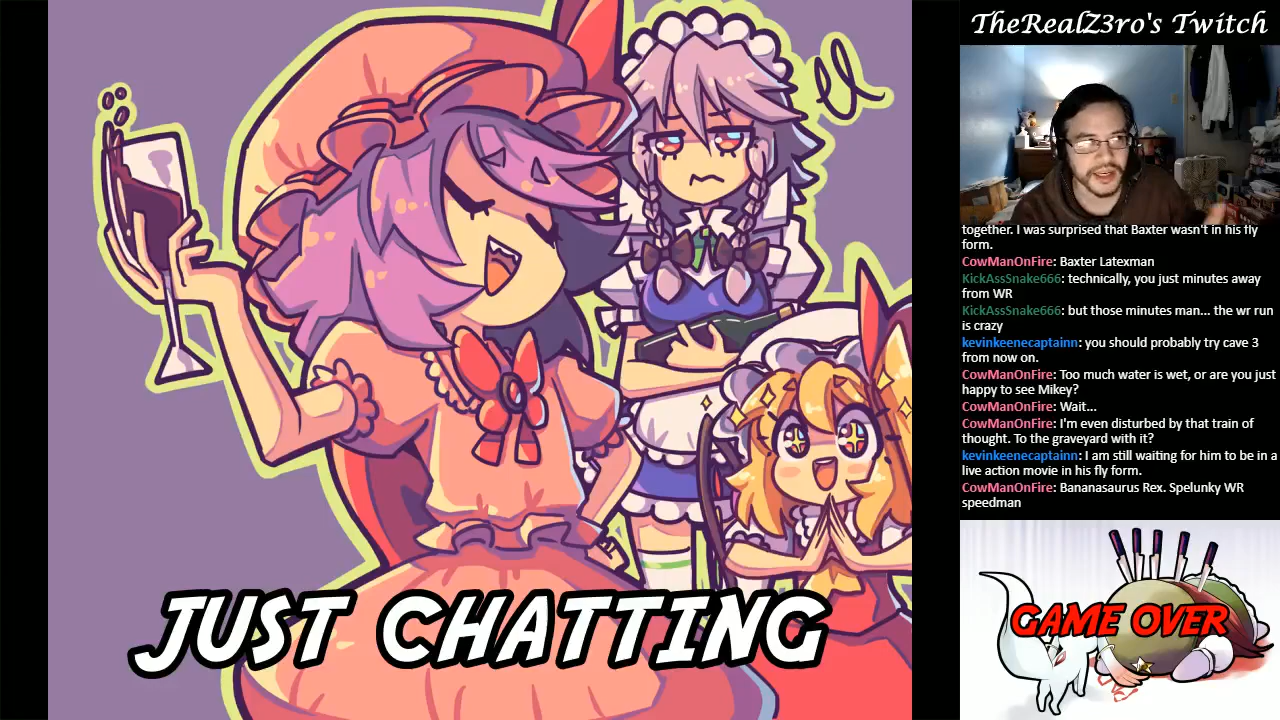 TheRealZ3ro's Twitch
together. I was surprised that Baxter wasn't in his fly
form.
CowManOnFire: Baxter Latexman
KickAssSnake666: technically, you just minutes away
from WR
KickAssSnake666: but those minutes man... the wr run
is crazy
kevinkeenecaptainn: you should probably try cave 3
from now on.
CowManOnFire: Too much water is wet, or are you just
happy to see Mikey?
CowManOnFire: Wait...
CowManOnFire: I'm even disturbed by that train of
thought. To the graveyard with it?
kevinkeenecaptainn: I am still waiting for him to be in a
live action movie in his fly form.
CowManOnFire: Bananasaurus Rex. Spelunky WR
speedman
JUST CHATTING
GAME OVER